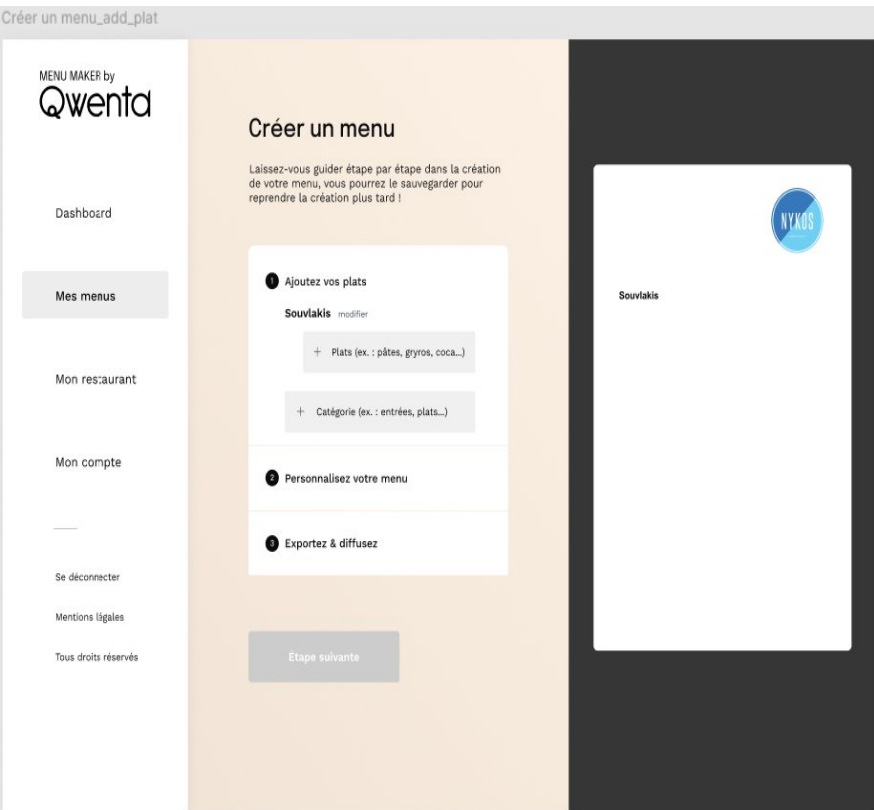 Créer un menu_add_plat
MENU MAKER by
Qwenta
Dashboard
Mes menus
Mon restaurant
Mon compte
Se déconnecter
Mentions légales
Tous droits réservés
Créer un menu
Laissez-vous guider étape par étape dans la création
de votre menu, vous pourrez le sauvegarder pour
reprendre la création plus tard !
1 Ajoutez vos plats
Souvlakis modifier
+ Plats (ex. : pâtes, gryros, coca...)
+ Catégorie (ex. : entrées, plats...)
2 Personnalisez votre menu
3 Exportez & diffusez
Étape suivante
NYKOS
Souvlakis